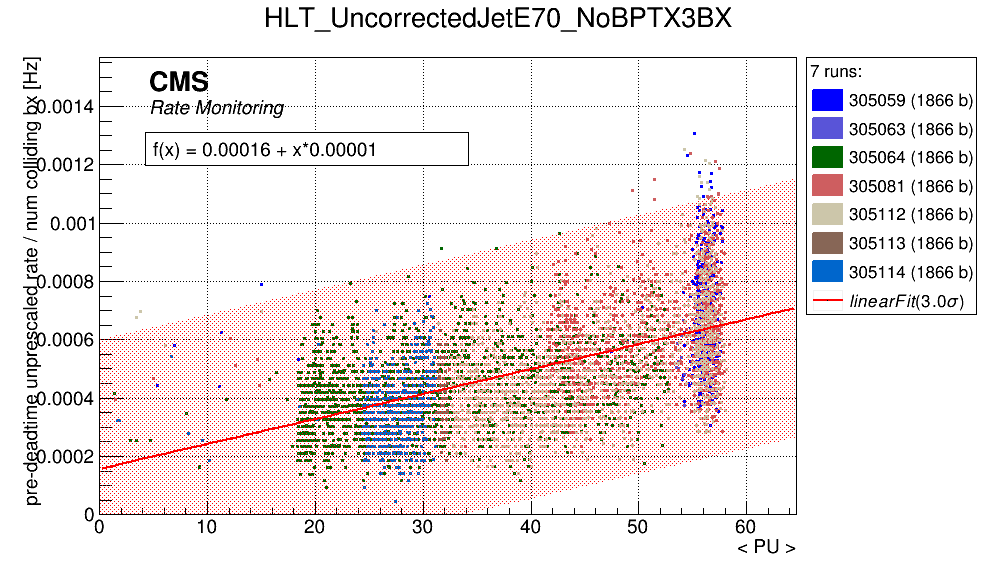 HLT_UncorrectedJetE70_NoBPTX3BX
pre-deadtime unprescaled rate / num colliding bx [Hz]
CMS
Rate Monitoring
f(x) = 0.00016 + x*0.00001
0.0014
0.0012
0.001
0.0008
0.0006
0.0004
0.0002
0
0 10 20 30 40 50 60
< PU >
7 runs:
305059 (1866 b)
305063 (1866 b)
305064 (1866 b)
305081 (1866 b)
305112 (1866 b)
305113 (1866 b)
305114 (1866 b)
linearFit(3.0σ)